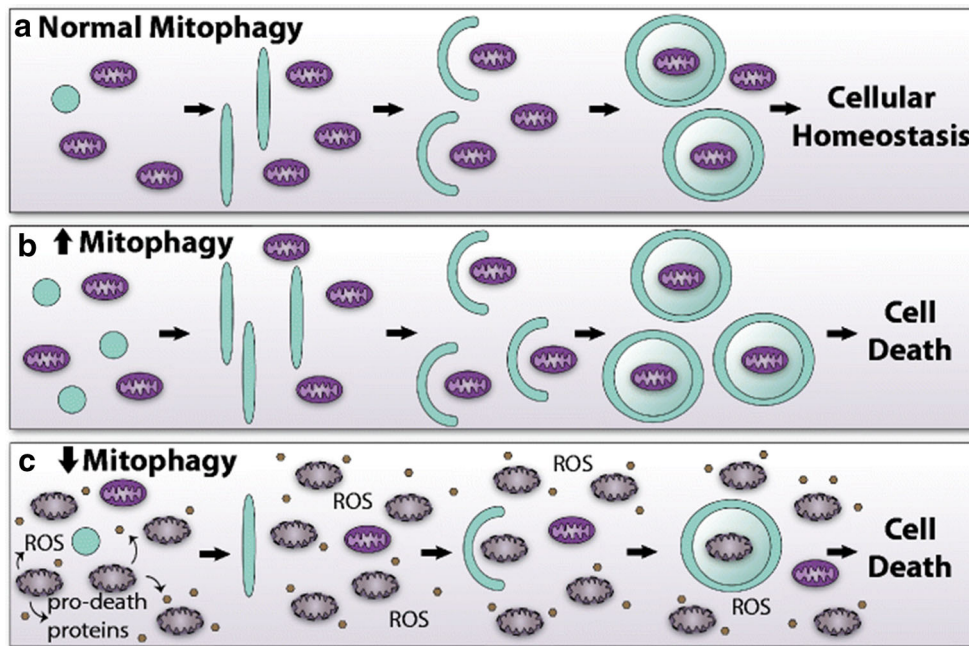 a Normal Mitophagy
Cellular
Homeostasis
b ⬆ Mitophagy
Cell
Death
c ⬇ Mitophagy
ROS
ROS
ROS
pro-death
proteins
ROS
ROS
Cell
Death